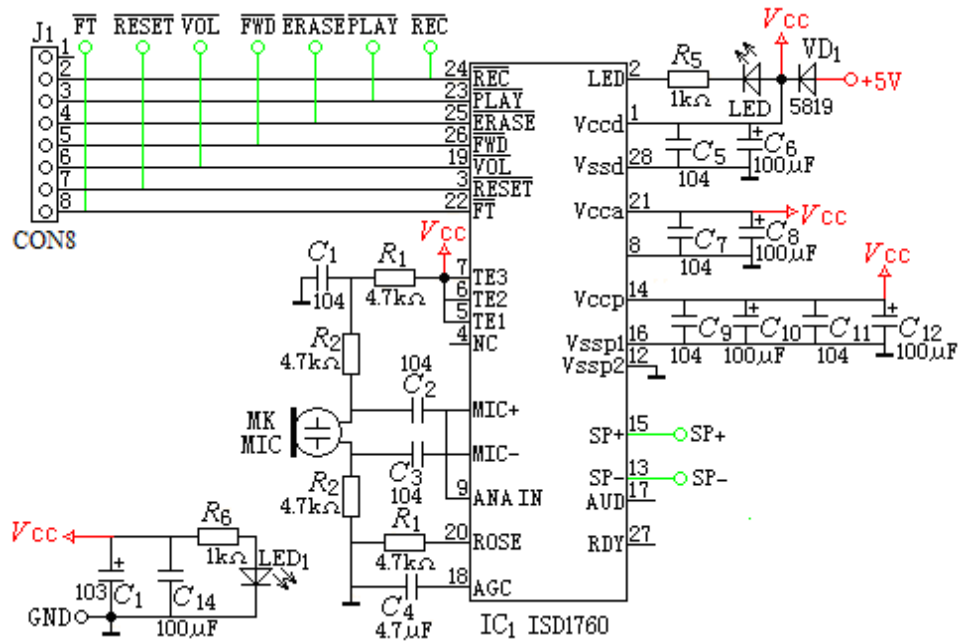 J1 FT RESET VOL FWD ERASE PLAY REC
1
2
3
4
5
6
7
8
CON8
24 REC
23 PLAY
25 ERASE
26 FWD
19 VOL
3 RESET
22 FT
VCC
7 TE3
6 TE2
5 TE1
4 NC
MIC+
MIC-
9 ANA IN
20 ROSE
18 AGC
C1
104
R1
4.7kΩ
R2
4.7kΩ
104
C2
MK
MIC
C3
104
R2
4.7kΩ
R1
4.7kΩ
C4
4.7μF
LED 2
Vccd 1
Vssd 28
Vcca 21
8
Vccp 14
Vssp1 16
Vssp2 12
SP+ 15 SP+
SP- 13 SP-
AUD 17
RDY 27
IC1 ISD1760
R5
1kΩ
LED
VCC
VD1
5819
+5V
C5
104
+
C6
100μF
C7
104
+
C8
100μF
VCC
VCC
C9
104
+
C10
100μF
C11
104
+
C12
100μF
VCC
R6
1kΩ
LED1
+
103 C1
C14
100μF
GND